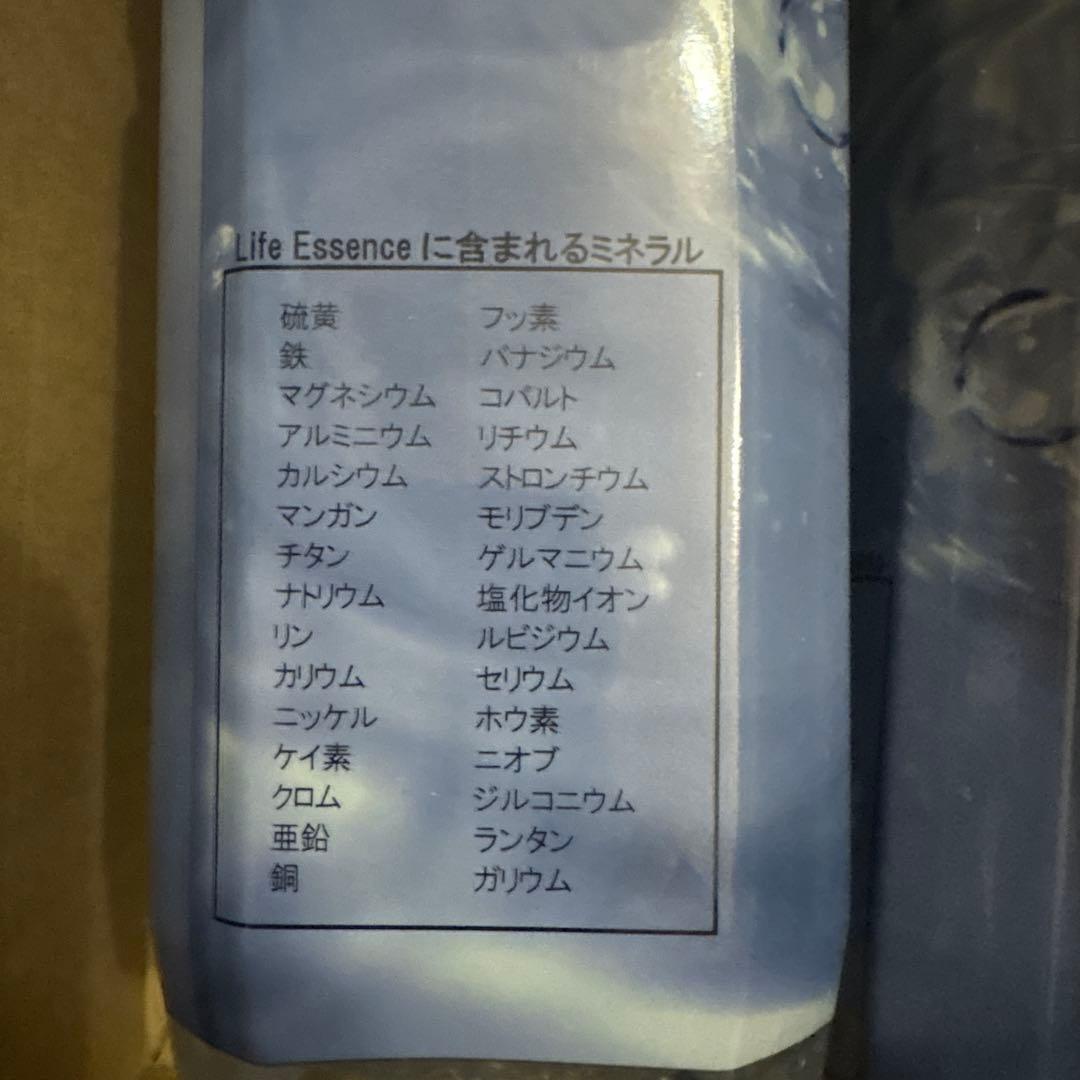 Life Essence に含まれるミネラル
硫黄 フッ素
鉄 バナジウム
マグネシウム コバルト
アルミニウム リチウム
カルシウム ストロンチウム
マンガン モリブデン
チタン ゲルマニウム
ナトリウム 塩化物イオン
リン ルビジウム
カリウム セリウム
ニッケル ホウ素
ケイ素 ニオブ
クロム ジルコニウム
亜鉛 ランタン
銅 ガリウム